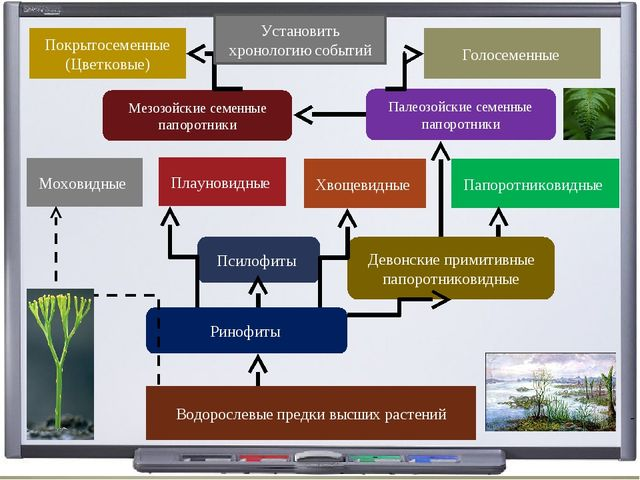 Установить
хронологию событий
Покрытосеменные
(Цветковые)
Голосеменные
Мезозойские семенные
папоротники
Палеозойские семенные
папоротники
Моховидные
Плауновидные
Хвощевидные
Папоротниковидные
Псилофиты
Девонские примитивные
папоротниковидные
Ринофиты
Водорослевые предки высших растений